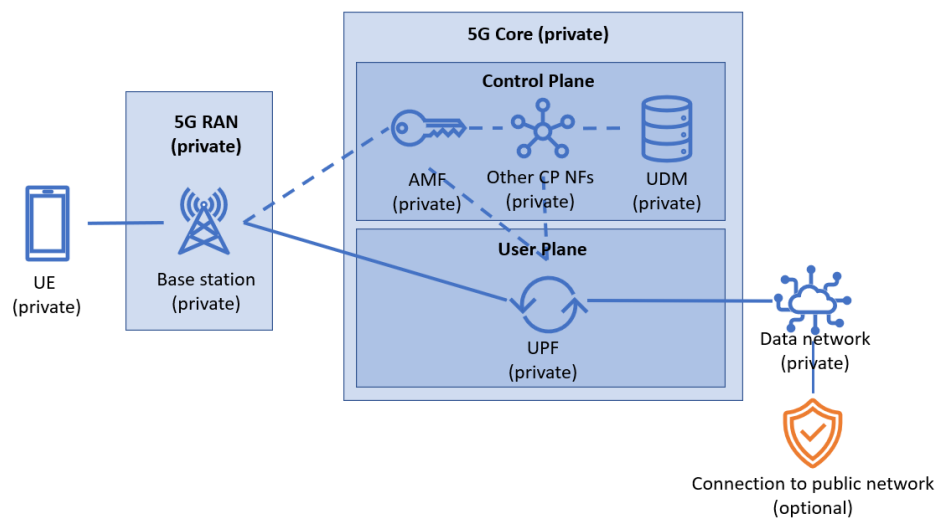 5G Core (private)
Control Plane
5G RAN
(private)
AMF
(private)
Other CP NFs
(private)
UDM
(private)
User Plane
UE
(private)
Base station
(private)
UPF
(private)
Data network
(private)
Connection to public network
(optional)